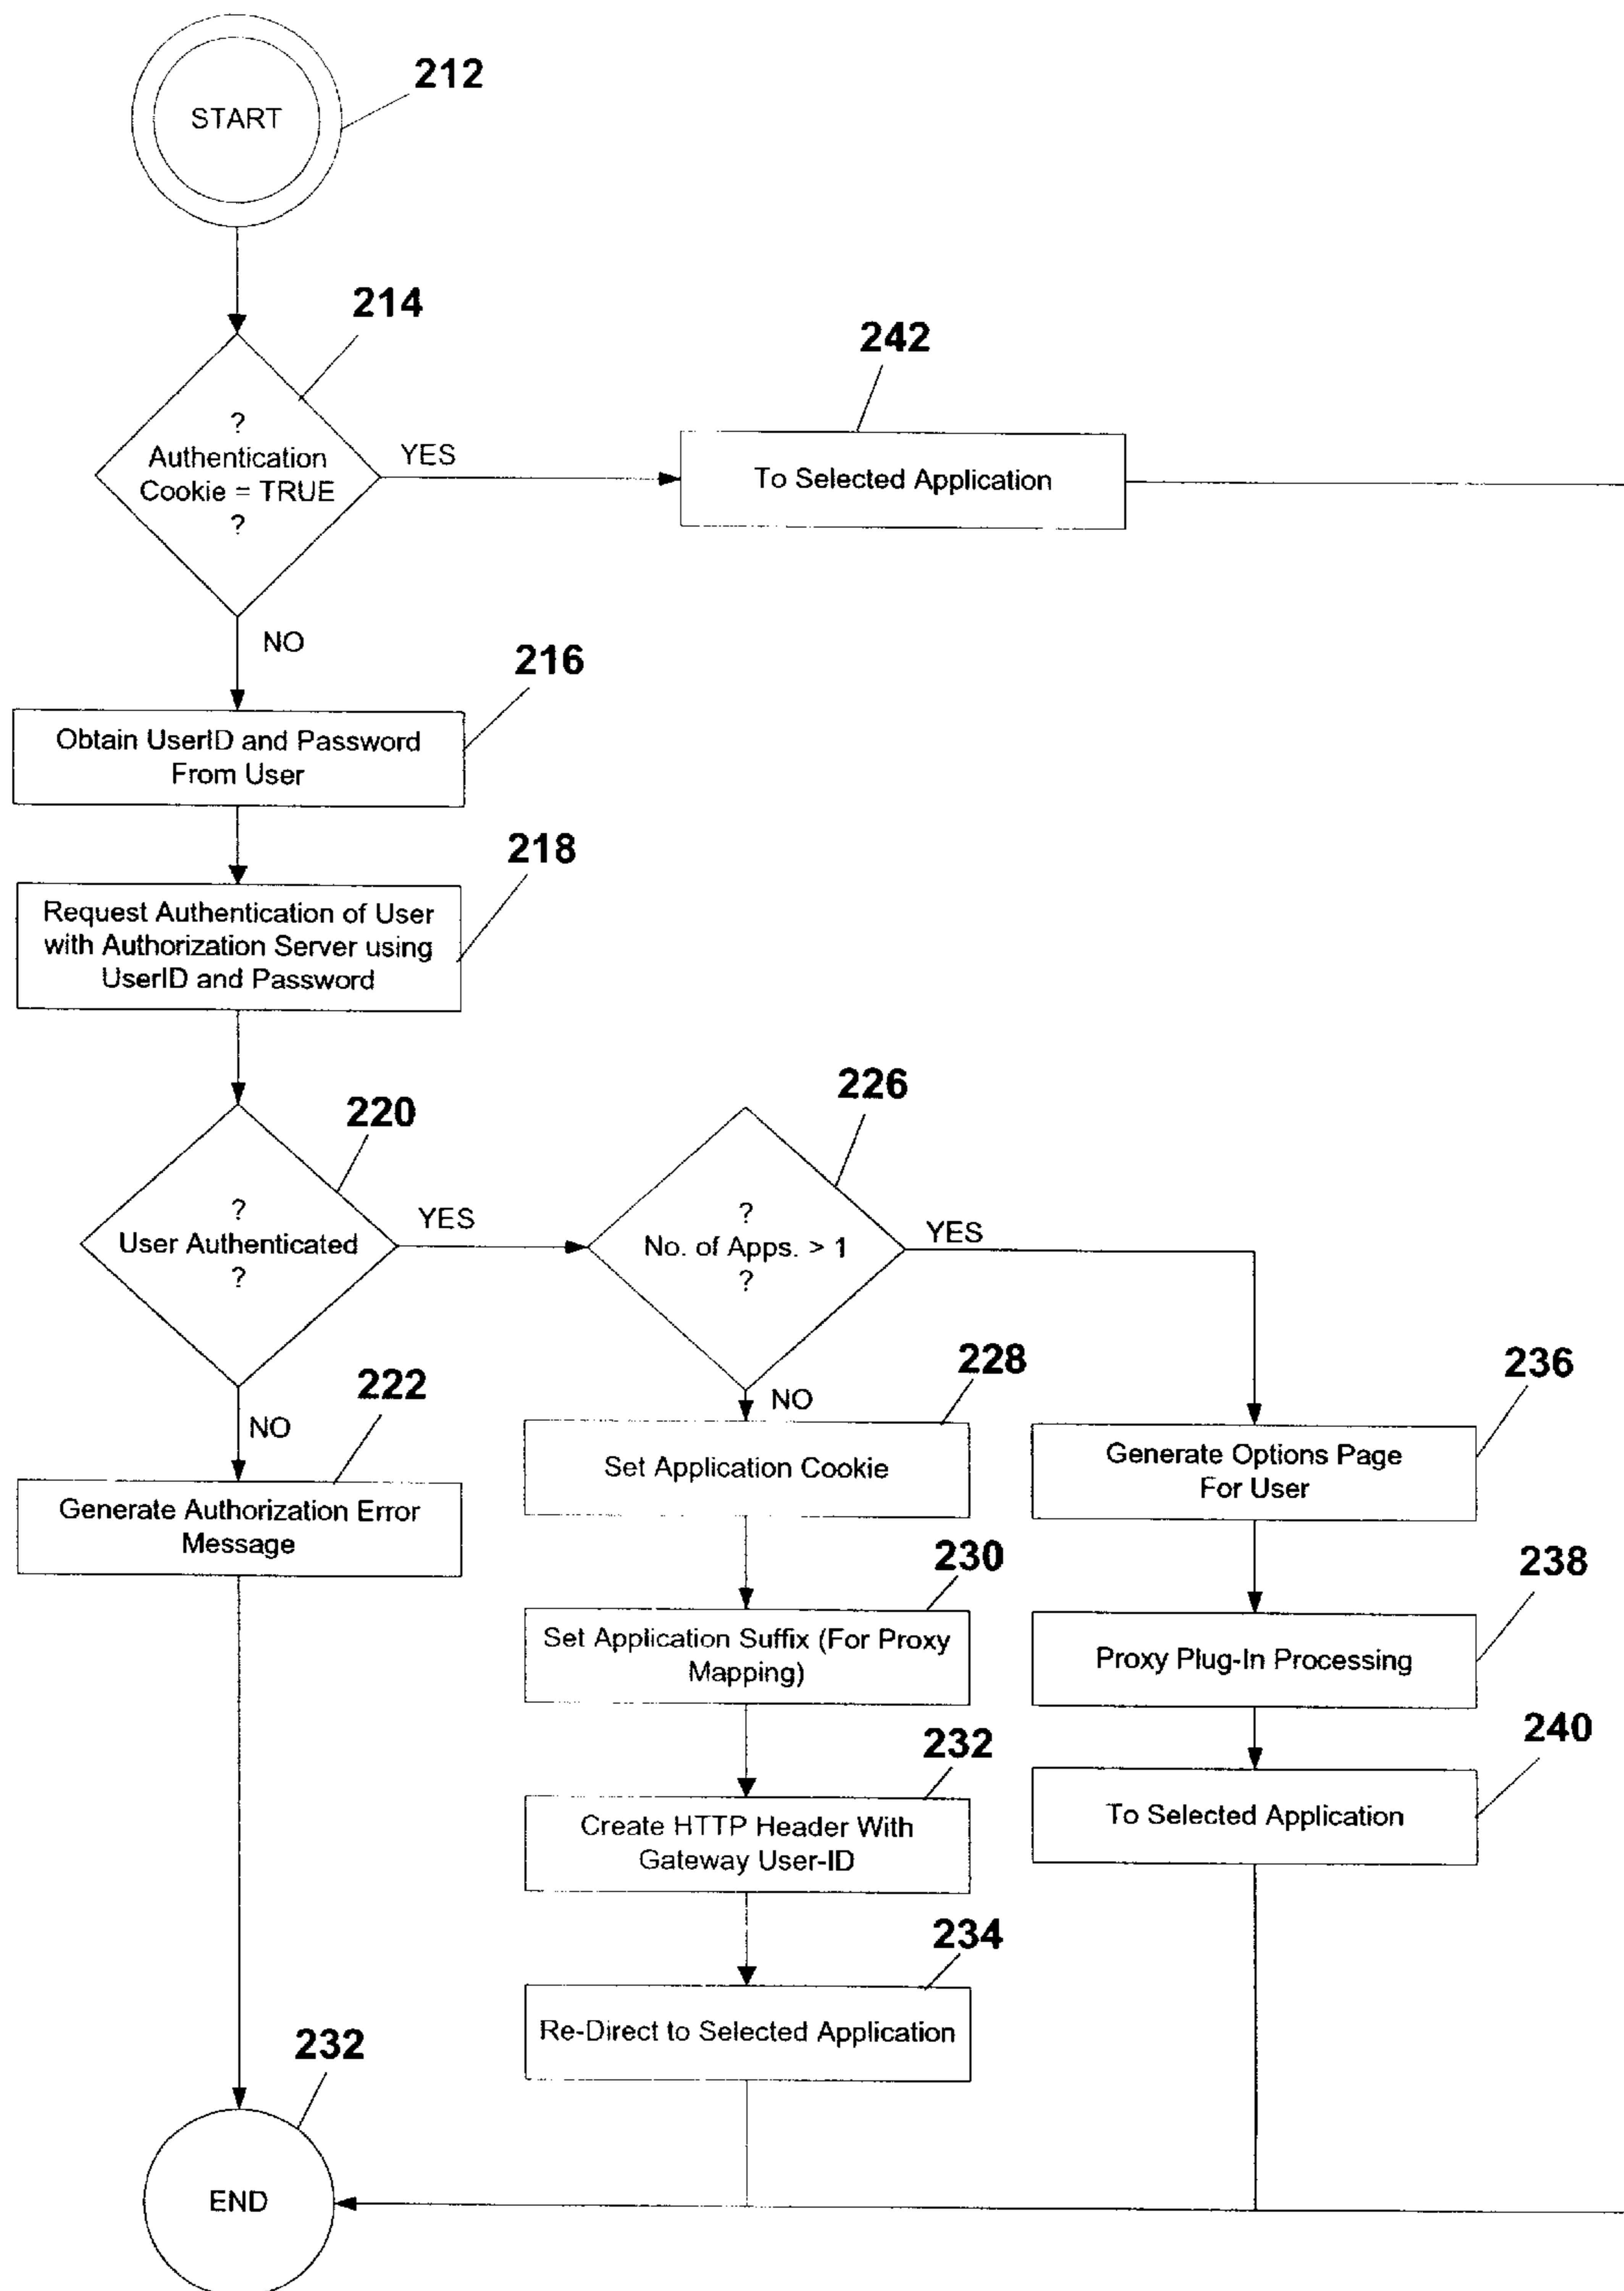 212
START
214
?
Authentication
Cookie = TRUE
?
YES
242
To Selected Application
NO
216
Obtain UserID and Password
From User
218
Request Authentication of User
with Authorization Server using
UserID and Password
220
?
User Authenticated
?
YES
226
?
No. of Apps. > 1
?
YES
NO
222
Generate Authorization Error
Message
NO
228
Set Application Cookie
230
Set Application Suffix (For Proxy
Mapping)
232
Create HTTP Header With
Gateway User-ID
234
Re-Direct to Selected Application
236
Generate Options Page
For User
238
Proxy Plug-In Processing
240
To Selected Application
232
END